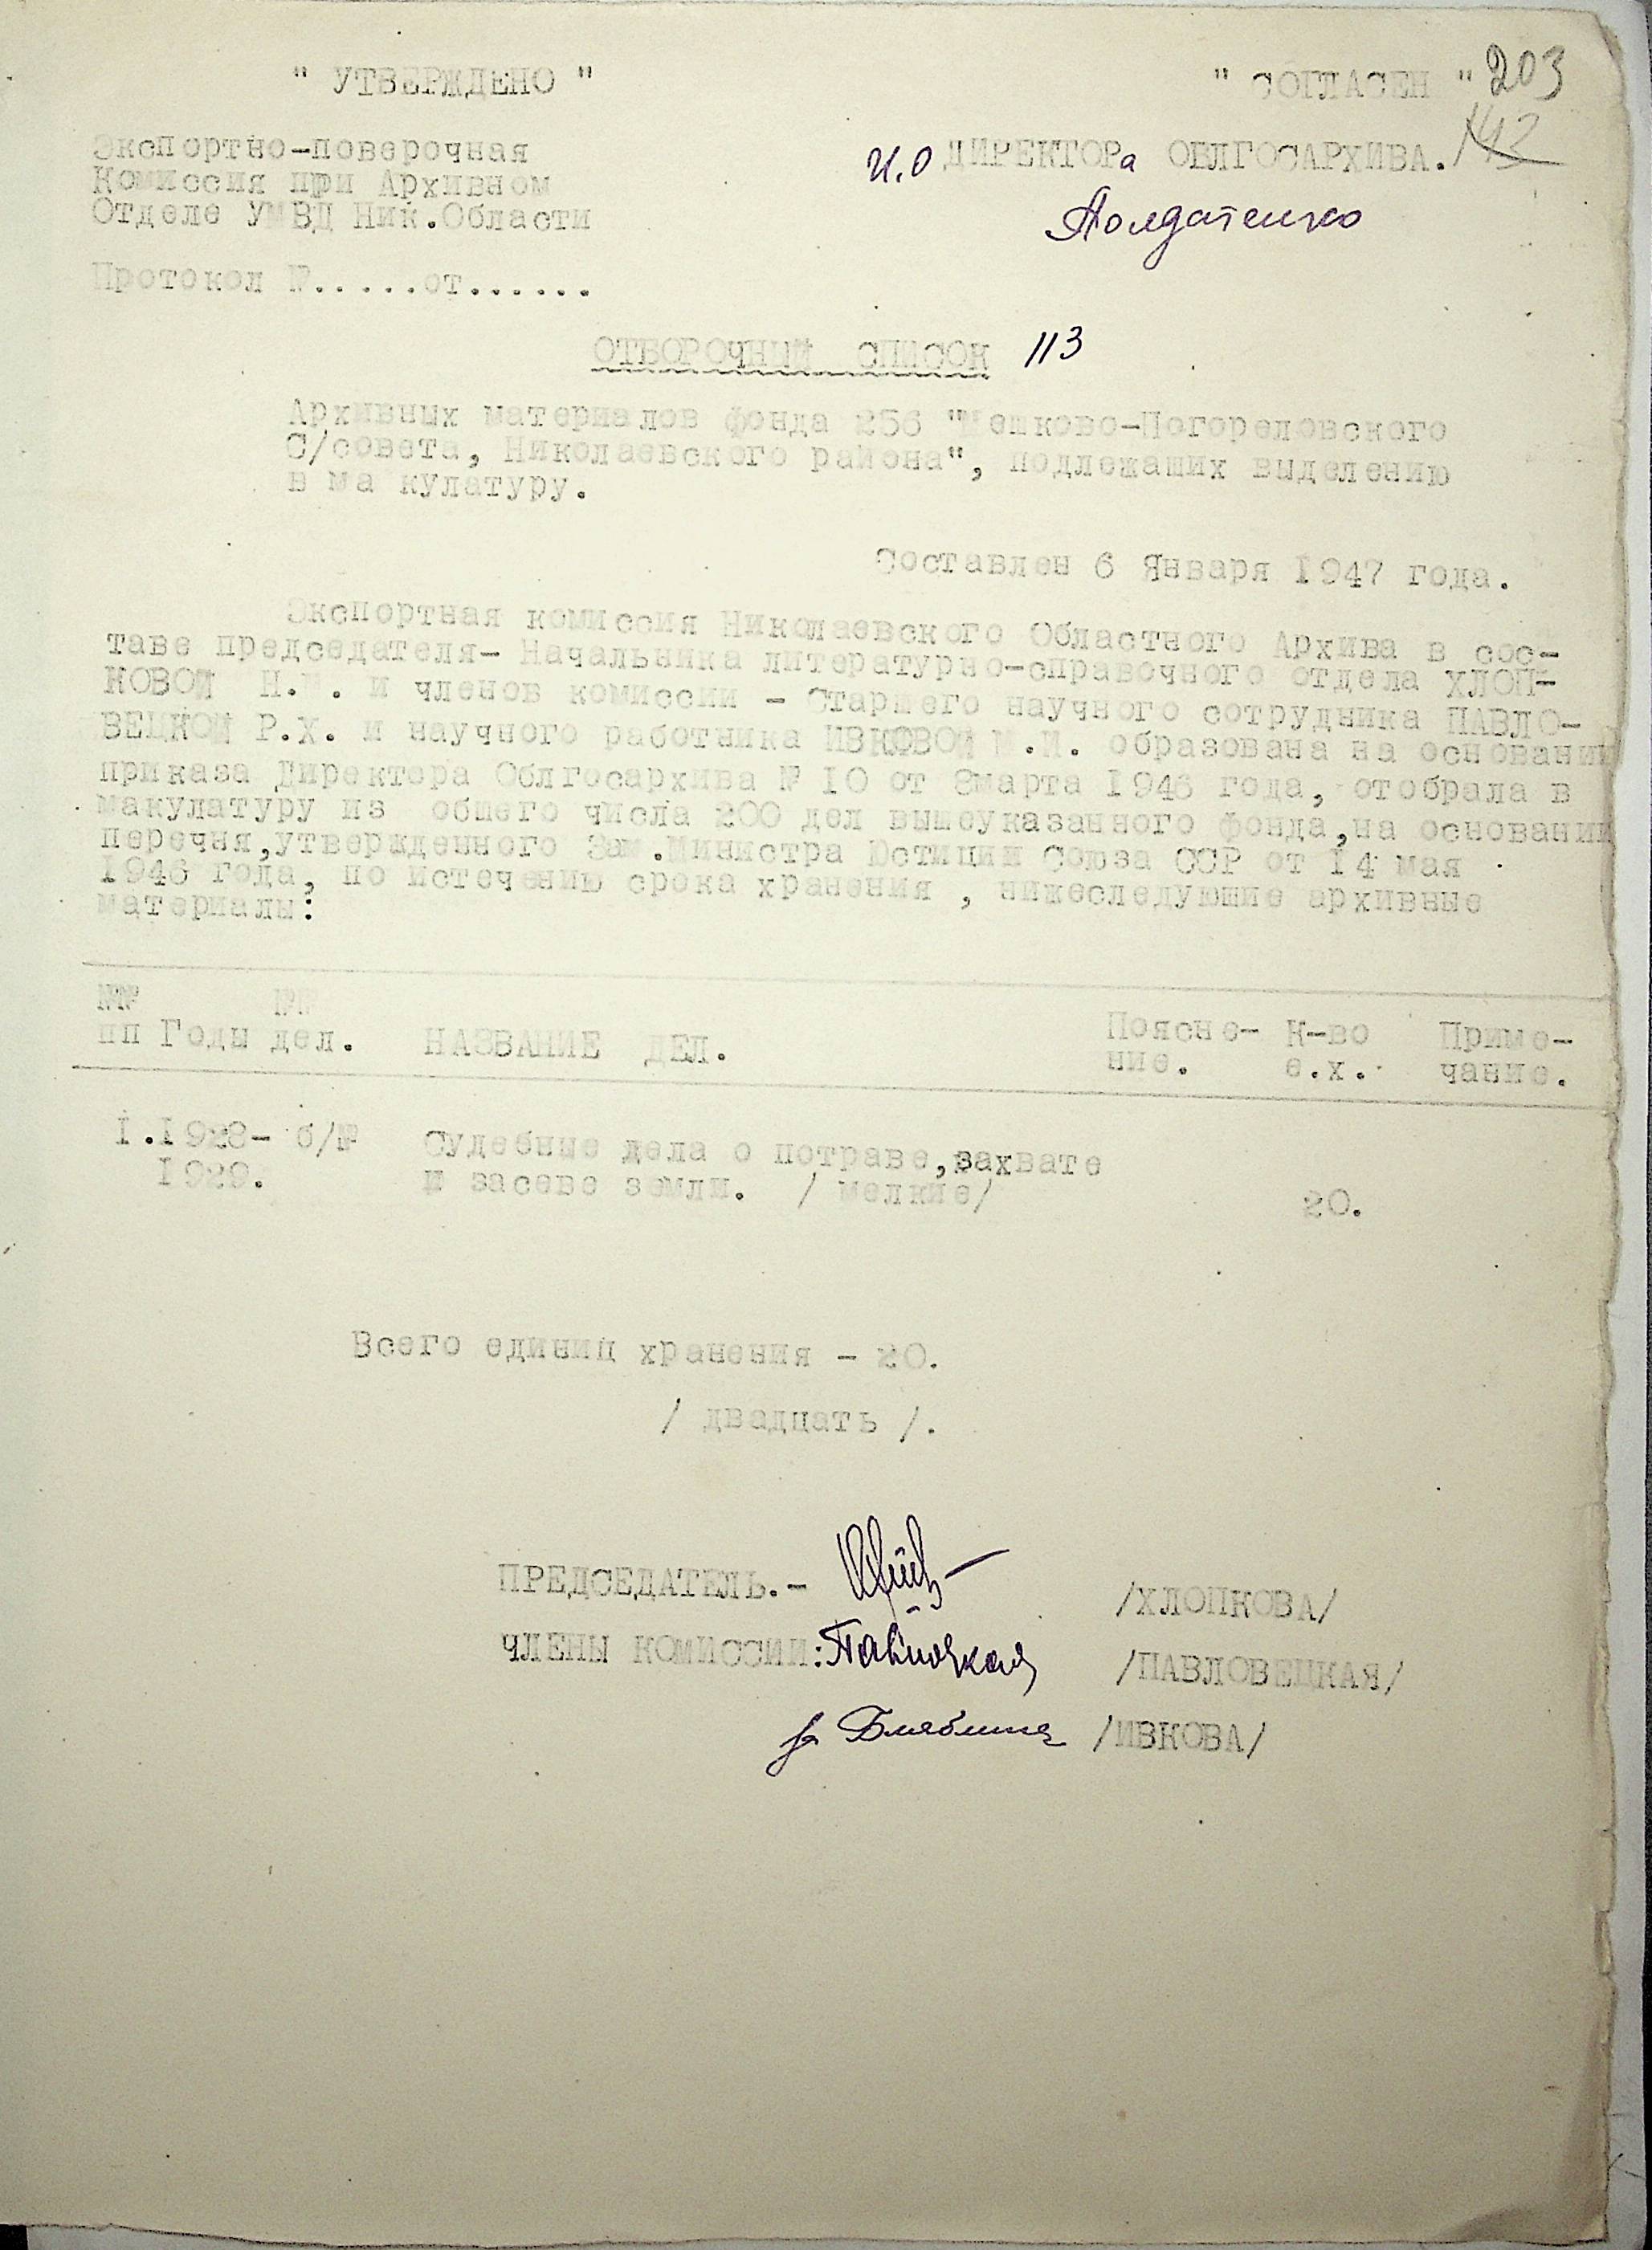 " УТВЕРЖДЕНО "
" СОГЛАСЕН " 203
Экспортно-поверочная
Комиссия при Архивном
Отделе УМВД Ник.Области
И.О ДИРЕКТОРа ОБЛГОСАРХИВА.
Протокол №.....от......
ОТБОРОЧНЫЙ СПИСОК 113
Архивных материалов фонда 256 "Мешково-Погореловского
С/совета, Николаевского района", подлежаших выделению
в ма кулатуру.
Составлен 6 Января 1947 года.
Экспортная комиссия Николаевского Областного Архива в сос-
таве председателя- Начальника литературно-справочного отдела ХЛОП-
КОВОЙ Н. . и членов комиссии - Старшего научного сотрудника ПАВЛО-
ВЕЦКОЙ Р.Х. и научного работника ИВКОВОЙ М.И. образована на основании
приказа Директора Облгосархива № 10 от 8марта 1946 года, отобрала в
макулатуру из обшего числа 200 дел вышеуказанного фонда,на основании
перечня,утвержденного Зам.Министра Юстиции Союза ССР от 14 мая
1946 года, по истечению срока хранения , нижеследуюшие архивные
материалы:
№№ №№
пп Годы дел. НАЗВАНИЕ ДЕЛ. Поясне- К-во Приме-
ние. е.х. чание.
1.1928- б/№ Судебные дела о потраве,захвате
1929. и засеве земли. / мелкие/ 20.
Всего единиц хранения - 20.
/ двадцать /.
ПРЕДСЕДАТЕЛЬ.- /ХЛОПКОВА/
ЧЛЕНЫ КОМИССИИ: /ПАВЛОВЕЦКАЯ/
/ИВКОВА/